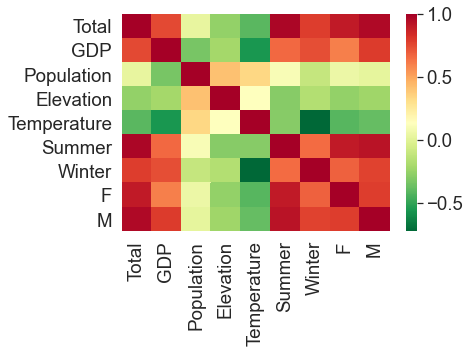 Total
GDP
Population
Elevation
Temperature
Summer
Winter
F
M
Total
GDP
Population
Elevation
Temperature
Summer
Winter
F
M
1.0
0.5
0.0
−0.5